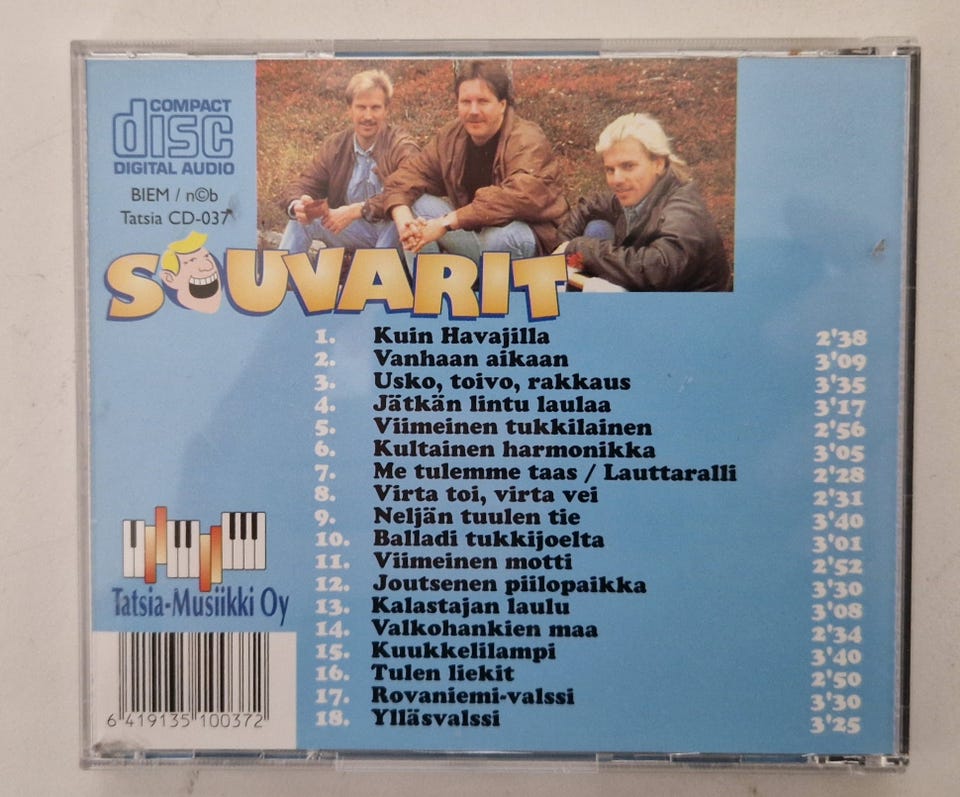 COMPACT
disc
DIGITAL AUDIO
BIEM / n©b
Tatsia CD-037
SOUVARIT
1. Kuin Havajilla 2'38
2. Vanhaan aikaan 3'09
3. Usko, toivo, rakkaus 3'35
4. Jätkän lintu laulaa 3'17
5. Viimeinen tukkilainen 2'56
6. Kultainen harmonikka 3'05
7. Me tulemme taas / Lauttaralli 2'28
8. Virta toi, virta vei 2'31
9. Neljän tuulen tie 3'40
10. Balladi tukkijoelta 3'01
11. Viimeinen motti 2'52
12. Joutsenen piilopaikka 3'30
13. Kalastajan laulu 3'08
14. Valkohankien maa 2'34
15. Kuukkelilampi 3'40
16. Tulen liekit 2'50
17. Rovaniemi-valssi 3'30
18. Ylläsvalssi 3'25
Tatsia-Musiikki Oy
6 419135 100372